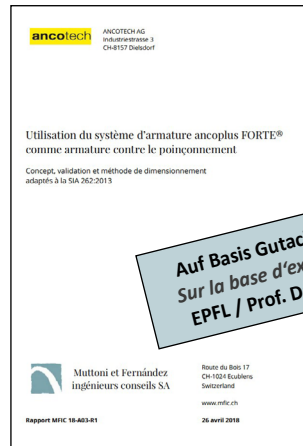 ancotech
ANCOTECH AG
Industriestrasse 3
CH-8157 Dielsdorf
Utilisation du système d'armature ancoplus FORTE®
comme armature contre le poinçonnement
Concept, validation et méthode de dimensionnement
adaptés à la SIA 262:2013
Auf Basis
Sur la base
EPFL / Prof.
Muttoni et Fernández
ingénieurs conseils SA
Route du Bois 17
CH-1024 Ecublens
Switzerland
www.mfic.ch
Rapport MFIC 18-A03-R1
26 avril 2018